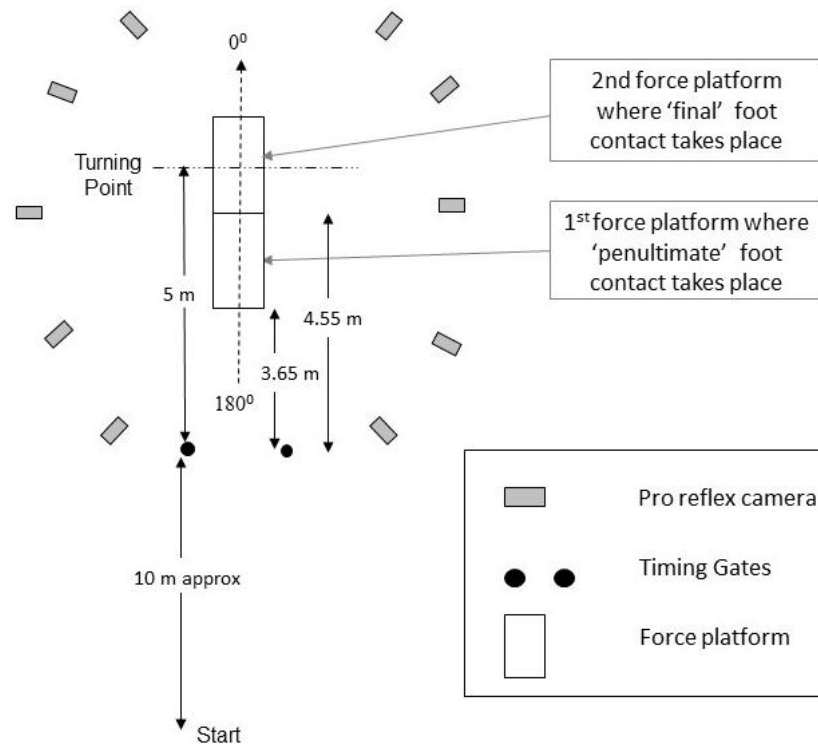 0⁰
2nd force platform
where ‘final’ foot
contact takes place
Turning
Point
1st force platform where
‘penultimate’ foot
contact takes place
5 m
4.55 m
3.65 m
180⁰
10 m approx
Start
Pro reflex camera
Timing Gates
Force platform